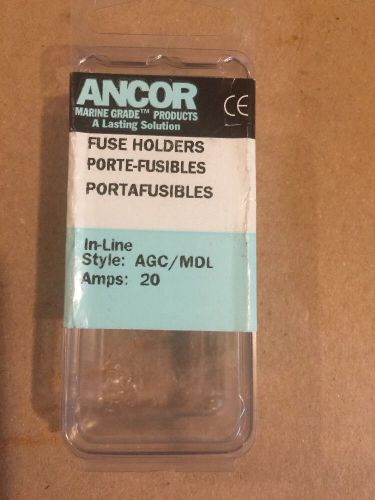 ANCOR
MARINE GRADE™ PRODUCTS
A Lasting Solution
CE
FUSE HOLDERS
PORTE-FUSIBLES
PORTAFUSIBLES
In-Line
Style: AGC/MDL
Amps: 20